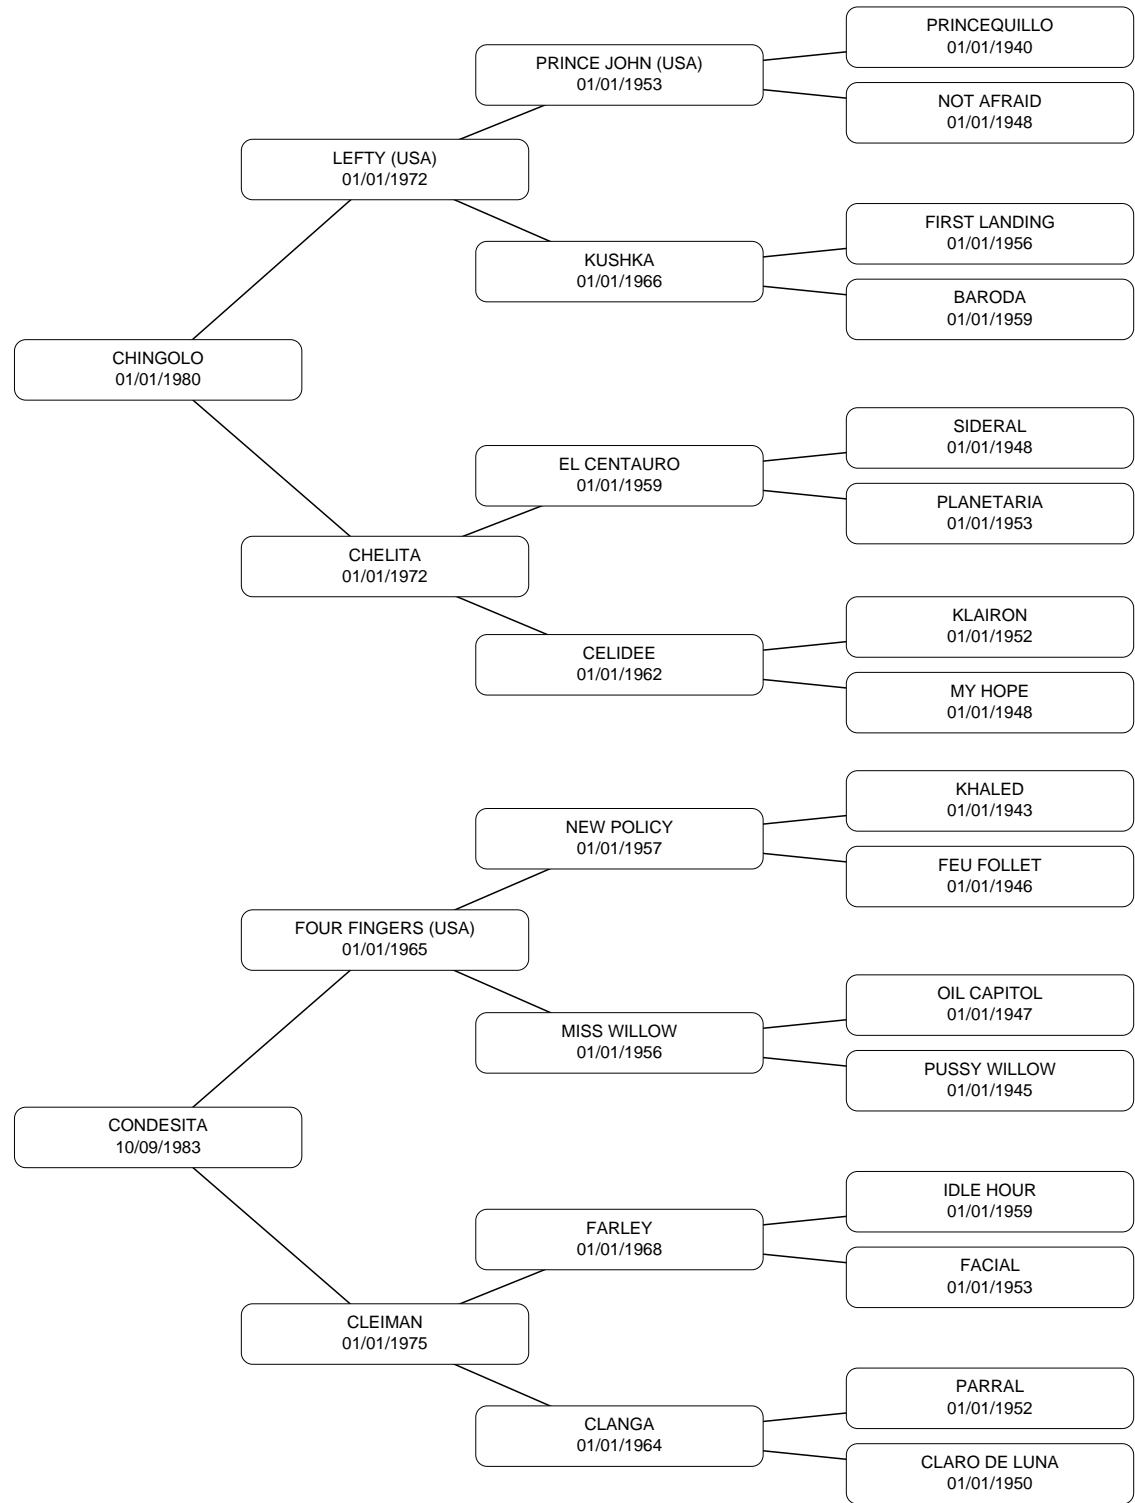 PRINCEQUILLO
01/01/1940
PRINCE JOHN (USA)
01/01/1953
NOT AFRAID
01/01/1948
LEFTY (USA)
01/01/1972
FIRST LANDING
01/01/1956
KUSHKA
01/01/1966
BARODA
01/01/1959
CHINGOLO
01/01/1980
SIDERAL
01/01/1948
EL CENTAURO
01/01/1959
PLANETARIA
01/01/1953
CHELITA
01/01/1972
KLAIRON
01/01/1952
CELIDEE
01/01/1962
MY HOPE
01/01/1948
KHALED
01/01/1943
NEW POLICY
01/01/1957
FEU FOLLET
01/01/1946
FOUR FINGERS (USA)
01/01/1965
OIL CAPITOL
01/01/1947
MISS WILLOW
01/01/1956
PUSSY WILLOW
01/01/1945
CONDESITA
10/09/1983
IDLE HOUR
01/01/1959
FARLEY
01/01/1968
FACIAL
01/01/1953
CLEIMAN
01/01/1975
PARRAL
01/01/1952
CLANGA
01/01/1964
CLARO DE LUNA
01/01/1950